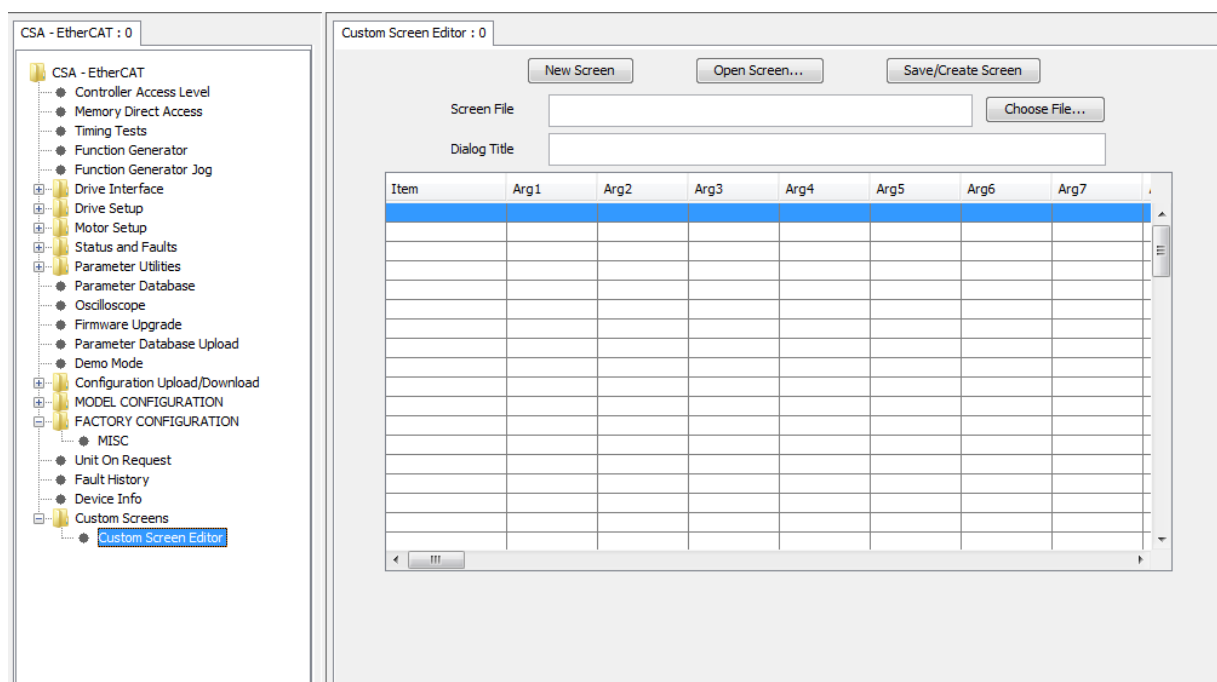 CSA - EtherCAT : 0
CSA - EtherCAT
Controller Access Level
Memory Direct Access
Timing Tests
Function Generator
Function Generator Jog
Drive Interface
Drive Setup
Motor Setup
Status and Faults
Parameter Utilities
Parameter Database
Oscilloscope
Firmware Upgrade
Parameter Database Upload
Demo Mode
Configuration Upload/Download
MODEL CONFIGURATION
FACTORY CONFIGURATION
MISC
Unit On Request
Fault History
Device Info
Custom Screens
Custom Screen Editor
Custom Screen Editor : 0
New Screen Open Screen... Save/Create Screen
Screen File Choose File...
Dialog Title
Item Arg1 Arg2 Arg3 Arg4 Arg5 Arg6 Arg7